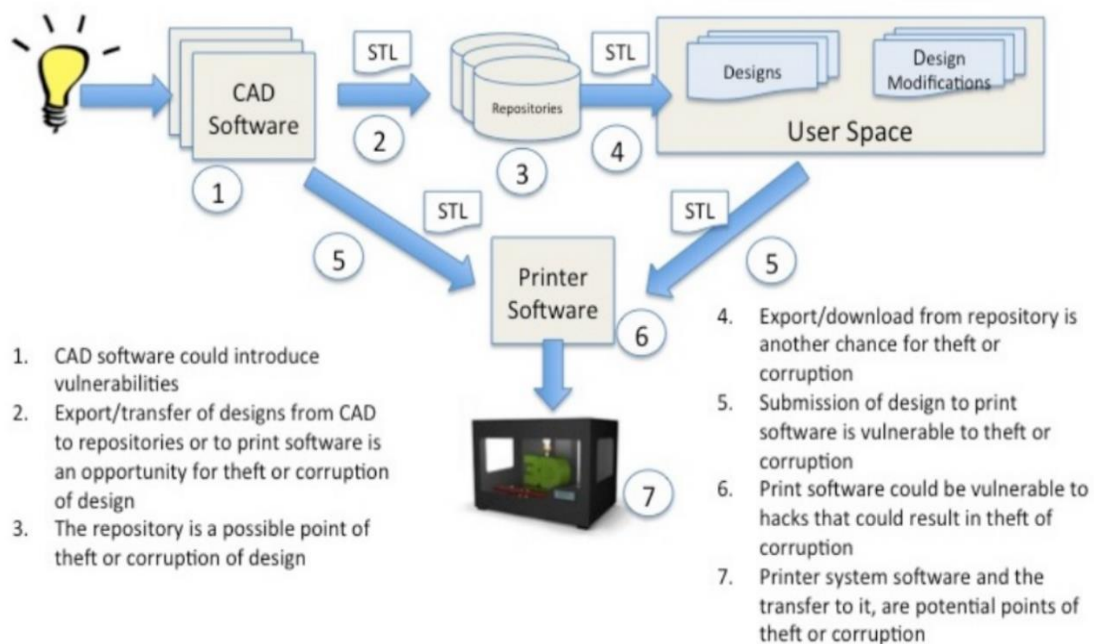 STL
STL
Designs
Design
Modifications
CAD
Software
Repositories
User Space
2
4
3
1
STL
STL
5
5
Printer
Software
6
7
1. CAD software could introduce
vulnerabilities
2. Export/transfer of designs from CAD
to repositories or to print software is
an opportunity for theft or corruption
of design
3. The repository is a possible point of
theft or corruption of design
4. Export/download from repository is
another chance for theft or
corruption
5. Submission of design to print
software is vulnerable to theft or
corruption
6. Print software could be vulnerable to
hacks that could result in theft of
corruption
7. Printer system software and the
transfer to it, are potential points of
theft or corruption